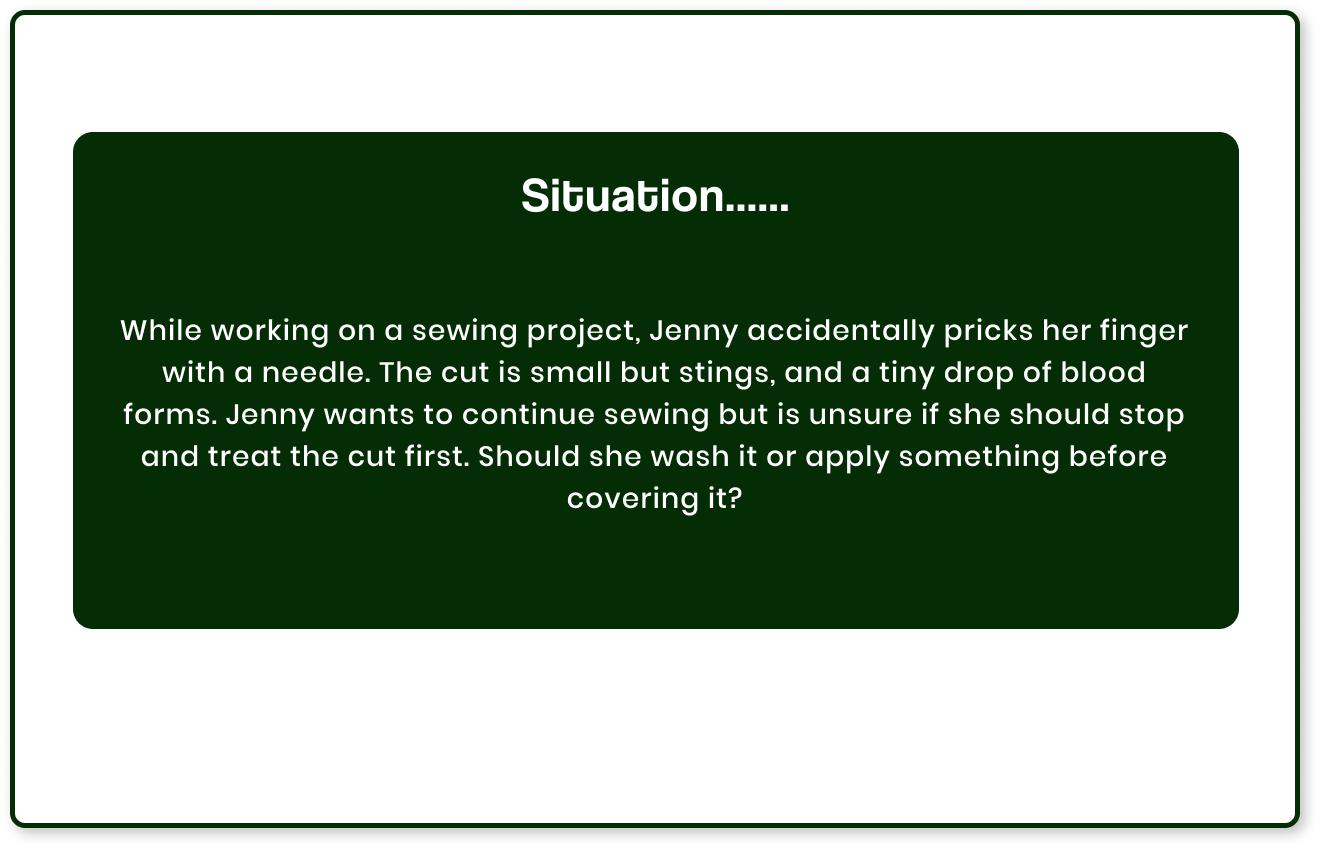 Situation......
While working on a sewing project, Jenny accidentally pricks her finger
with a needle. The cut is small but stings, and a tiny drop of blood
forms. Jenny wants to continue sewing but is unsure if she should stop
and treat the cut first. Should she wash it or apply something before
covering it?